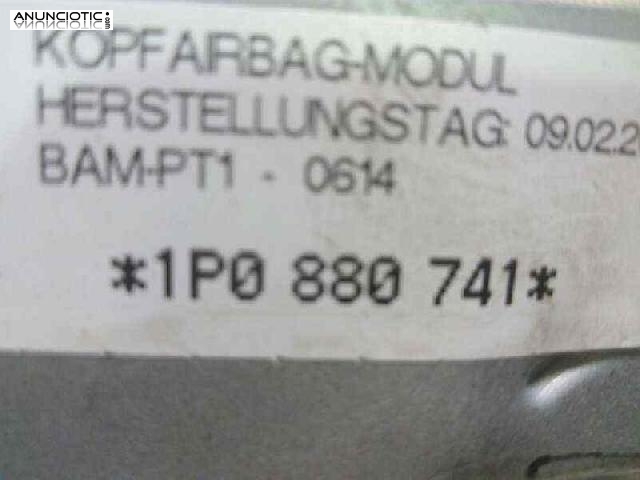 ANUNCIOTIC.com
KOPFAIRBAG-MODUL
HERSTELLUNGSTAG: 09.02.2
BAM-PT1 - 0614
*1P0 880 741*